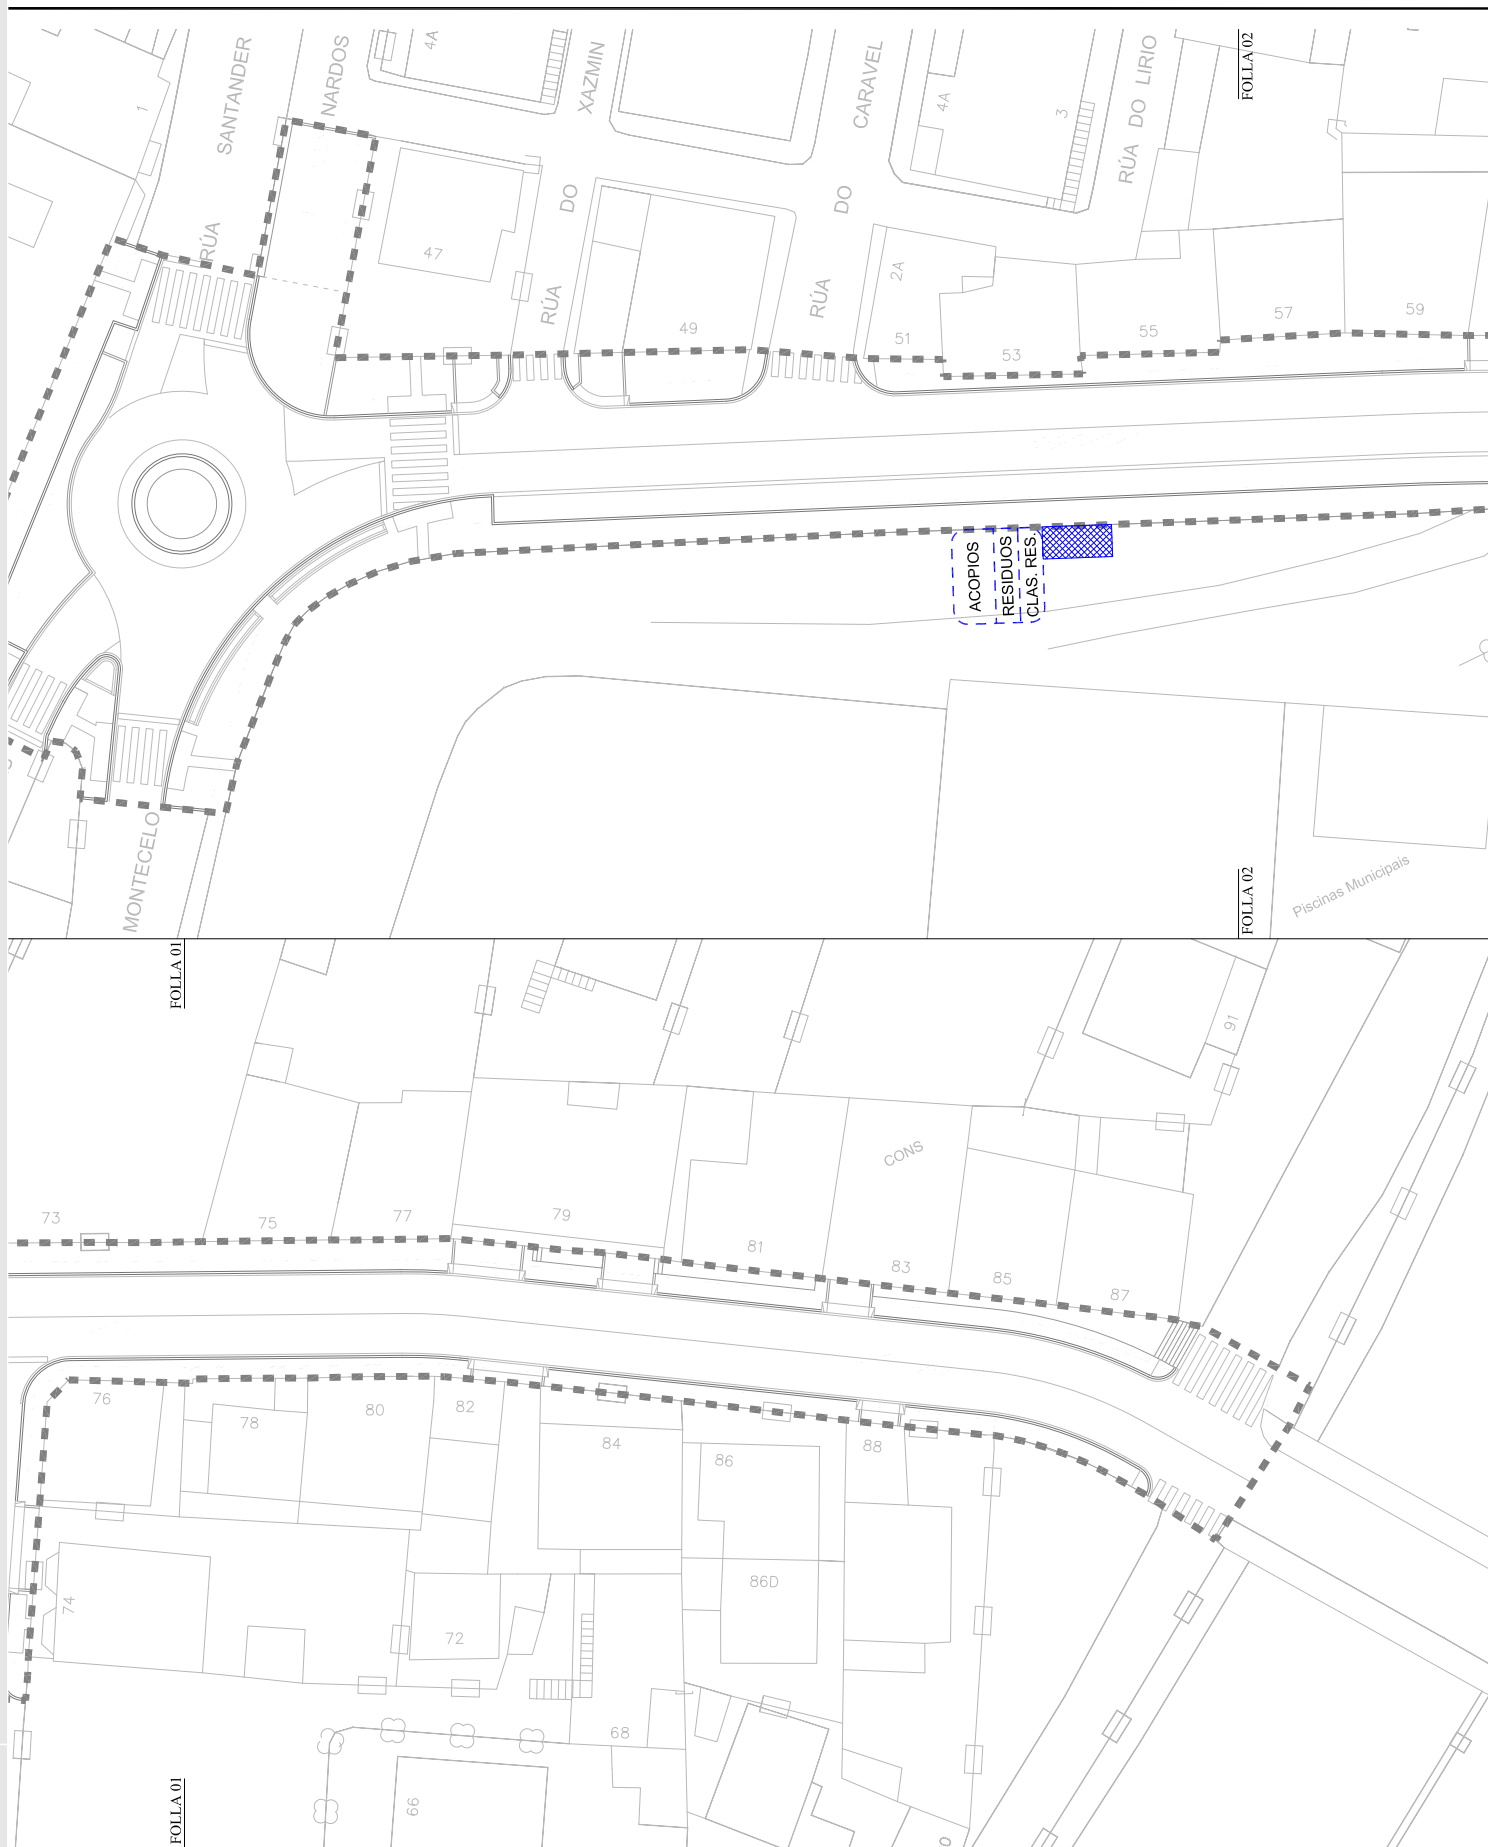 FOLLA 02
4A
SANTANDER
NARDOS
XAZMIN
CARAVEL
RÚA DO LIRIO
1
4A
3
DO
DO
RÚA
47
2A
RÚA
RÚA
49
51
53
55
57
59
ACOPIOS
RESIDUOS
CLAS. RES.
MONTECELO
Piscinas Municipais
FOLLA 02
FOLLA 01
91
CONS
73
75
77
79
81
83
85
87
76
78
80
82
84
86
88
74
86D
72
68
66
FOLLA 01